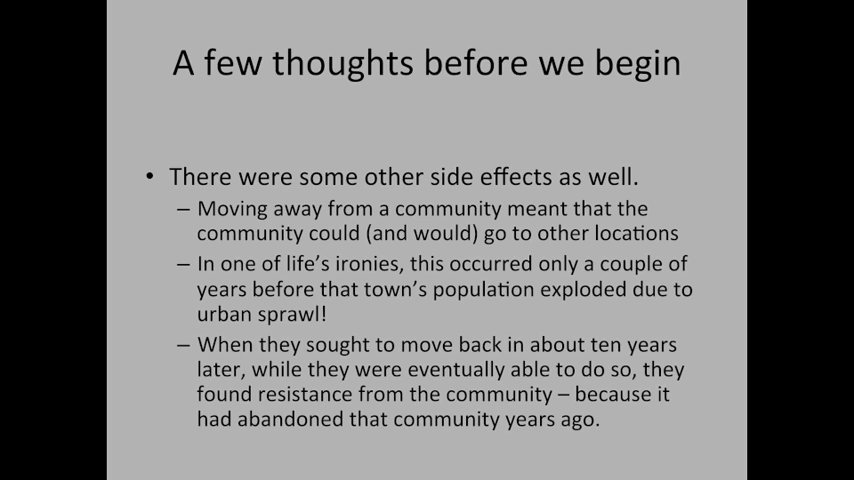 A few thoughts before we begin
• There were some other side effects as well.
– Moving away from a community meant that the
community could (and would) go to other locations
– In one of life's ironies, this occurred only a couple of
years before that town's population exploded due to
urban sprawl!
– When they sought to move back in about ten years
later, while they were eventually able to do so, they
found resistance from the community – because it
had abandoned that community years ago.